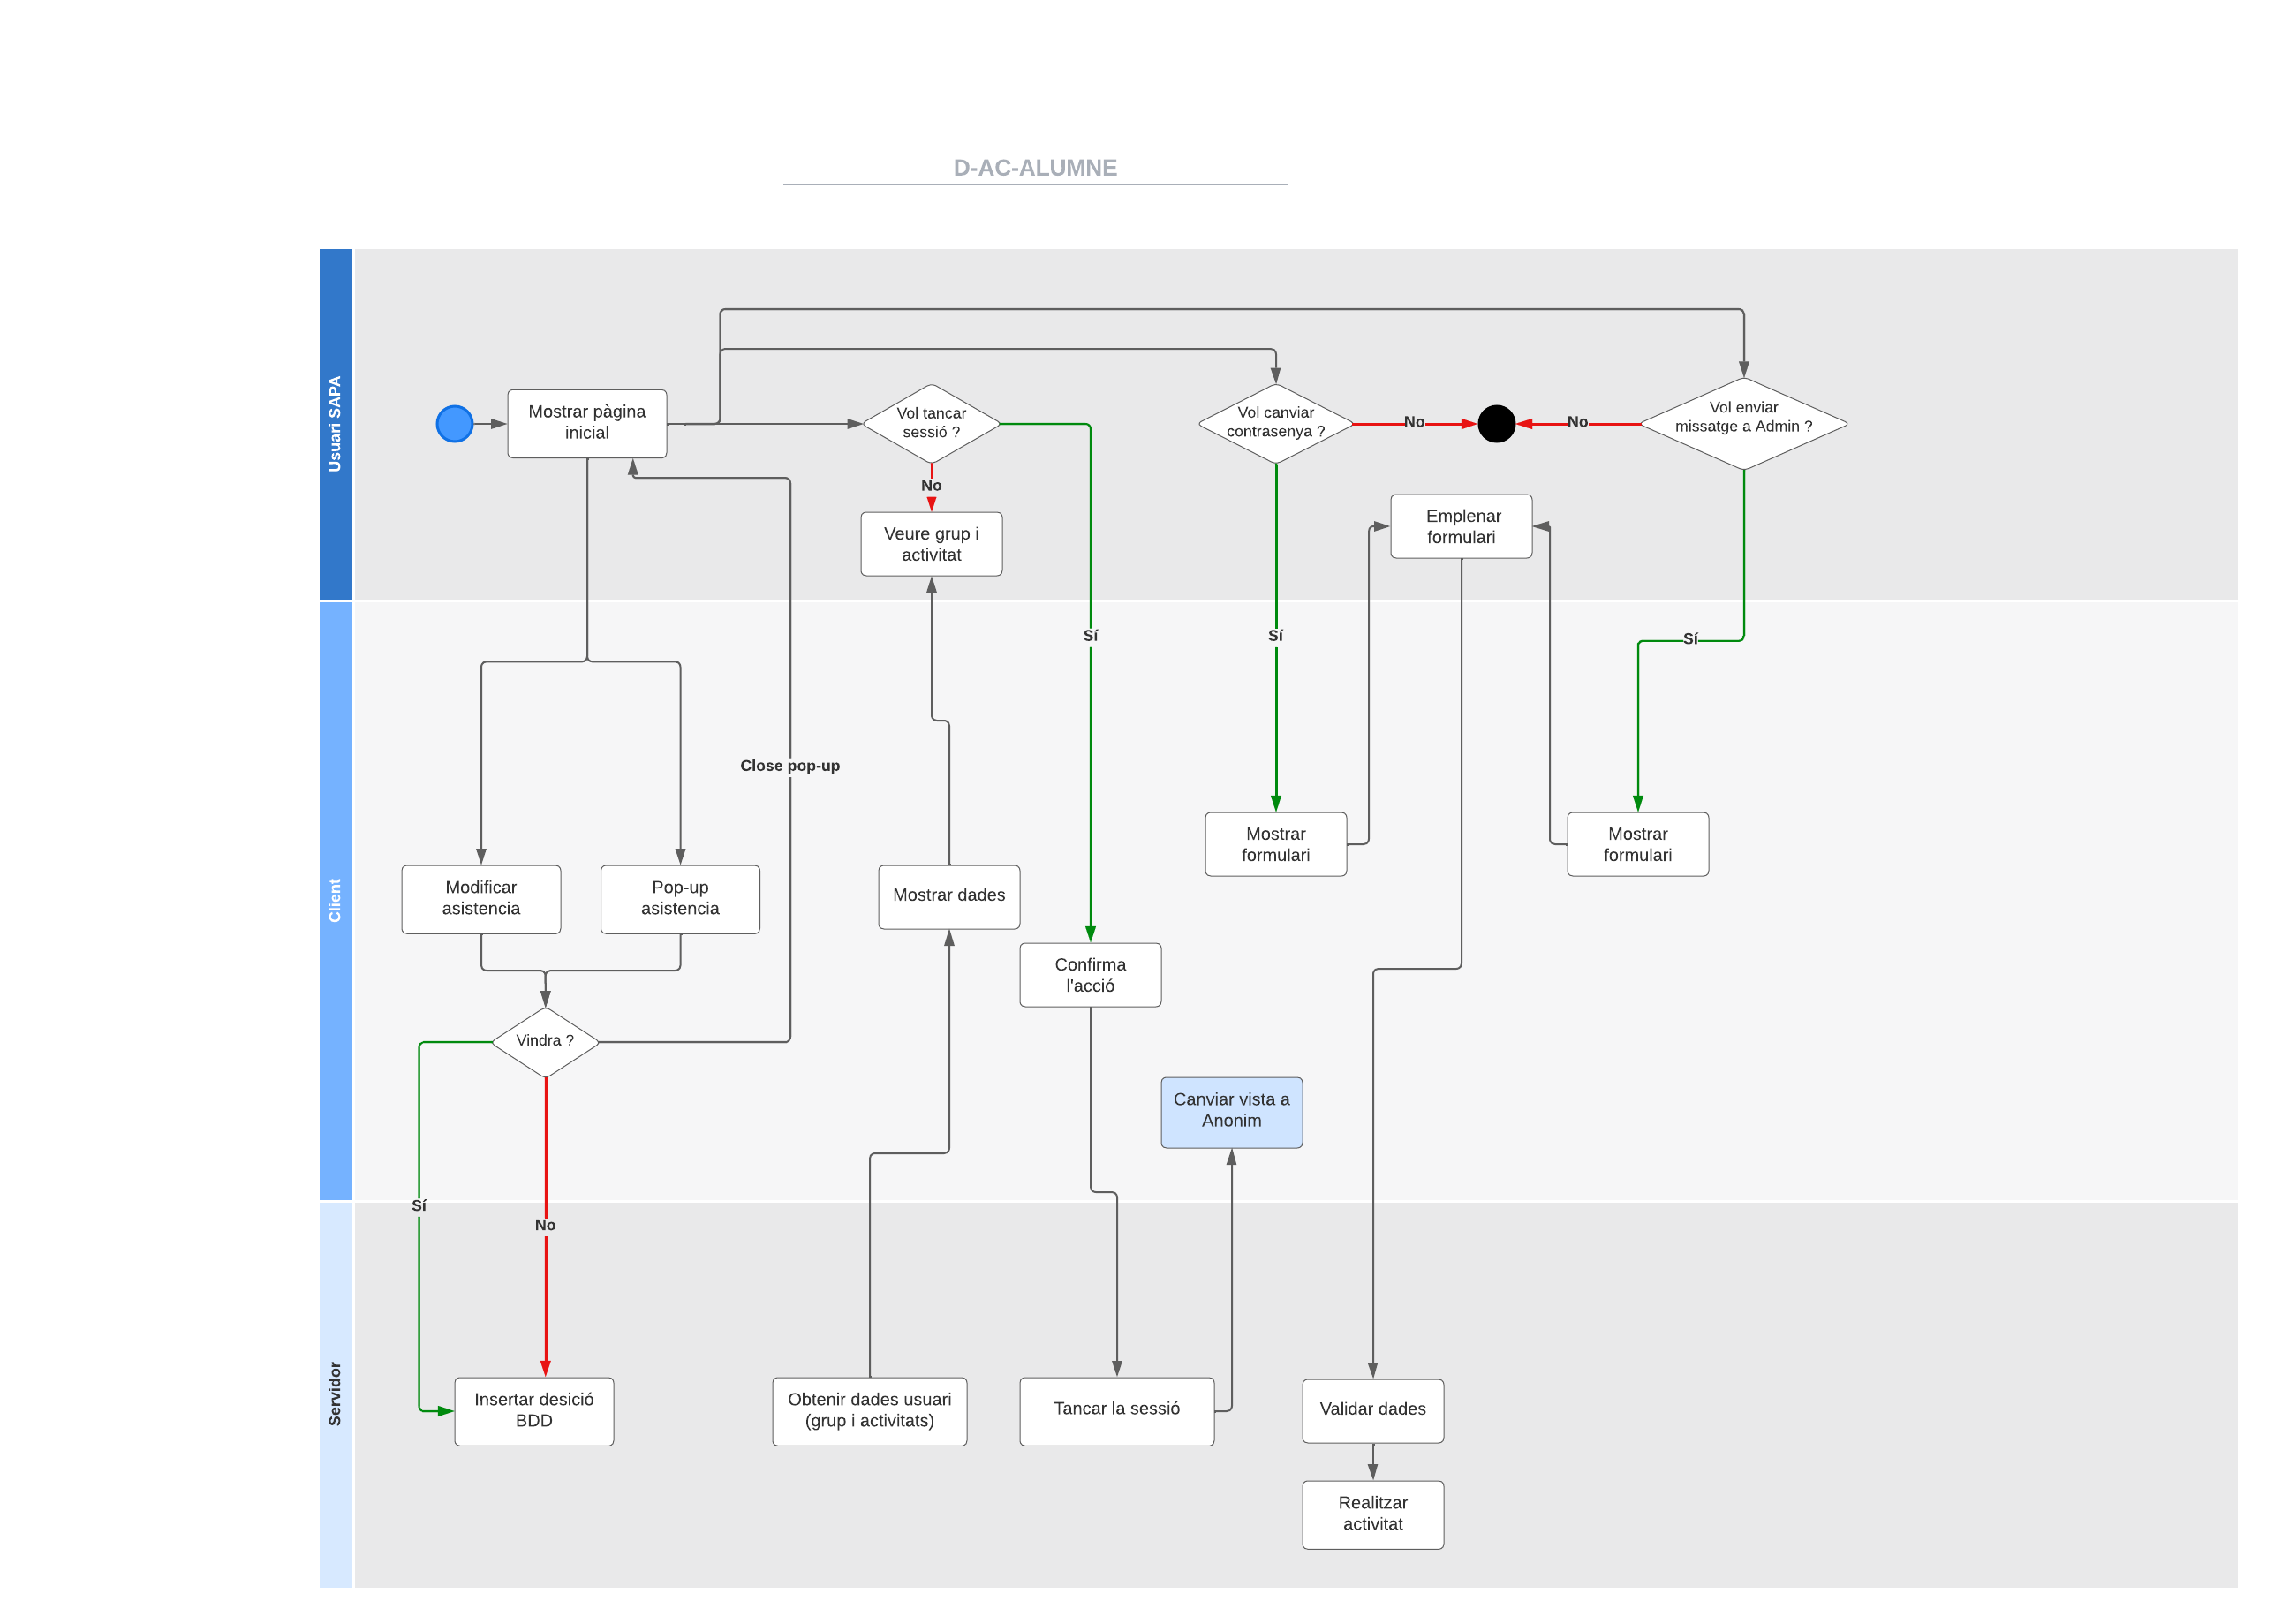 D-AC-ALUMNE
Usuari SAPA
Mostrar pàgina
inicial
Vol tancar
sessió ?
Vol canviar
contrasenya ?
No
No
Vol enviar
missatge a Admin ?
No
Veure grup i
activitat
Emplenar
formulari
Client
Sí
Sí
Sí
Close pop-up
Mostrar
formulari
Mostrar
formulari
Modificar
asistencia
Pop-up
asistencia
Mostrar dades
Confirma
l'acció
Vindra ?
Canviar vista a
Anonim
Sí
No
Servidor
Insertar desició
BDD
Obtenir dades usuari
(grup i activitats)
Tancar la sessió
Validar dades
Realitzar
activitat